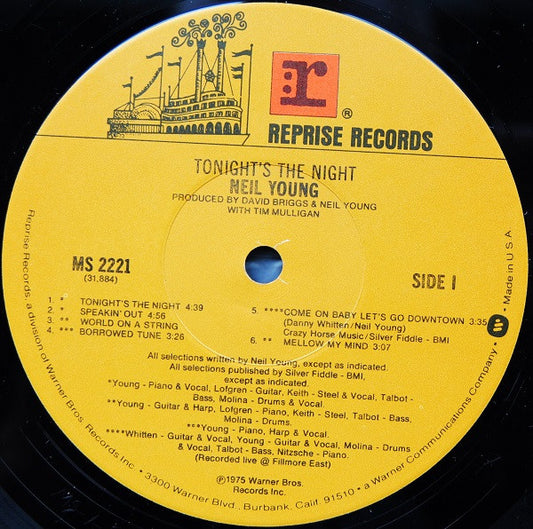 r
®
REPRISE RECORDS
TONIGHT'S THE NIGHT
NEIL YOUNG
PRODUCED BY DAVID BRIGGS & NEIL YOUNG
WITH TIM MULLIGAN
MS 2221
(31,884)
SIDE 1
1. * TONIGHT'S THE NIGHT 4:39
2. * SPEAKIN' OUT 4:56
3. ** WORLD ON A STRING
4. *** BORROWED TUNE 3:26
5. ****COME ON BABY LET'S GO DOWNTOWN 3:35
(Danny Whitten/Neil Young)
Crazy Horse Music/Silver Fiddle - BMI
6. ** MELLOW MY MIND 3:07
All selections written by Neil Young, except as indicated.
All selections published by Silver Fiddle - BMI,
except as indicated.
*Young - Piano & Vocal, Lofgren - Guitar, Keith - Steel & Vocal, Talbot -
Bass, Molina - Drums & Vocal.
**Young - Guitar & Harp, Lofgren - Piano, Keith - Steel, Talbot - Bass,
Molina - Drums.
***Young - Piano, Harp & Vocal.
****Whitten - Guitar & Vocal, Young - Guitar & Vocal, Molina - Drums
& Vocal, Talbot - Bass, Nitzsche - Piano.
(Recorded live @ Fillmore East)
℗1975 Warner Bros.
Records Inc.
Reprise Records, a division of Warner Bros. Records Inc. • 3300 Warner Blvd., Burbank, Calif. 91510 • a Warner Communications Company • Made in U.S.A.